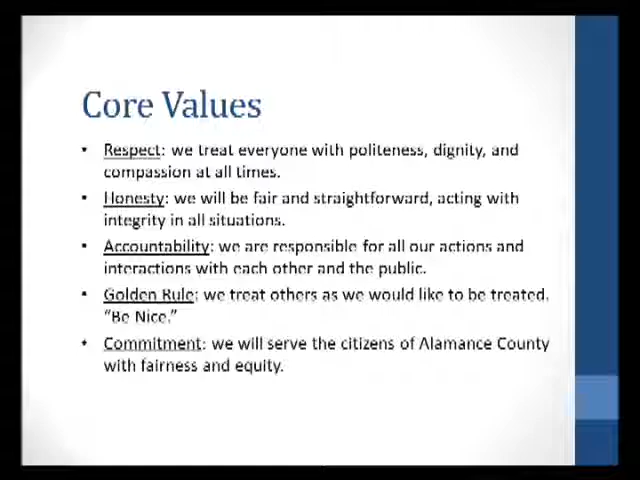 Core Values
• Respect: we treat everyone with politeness, dignity, and
compassion at all times.
• Honesty: we will be fair and straightforward, acting with
integrity in all situations.
• Accountability: we are responsible for all our actions and
interactions with each other and the public.
• Golden Rule: we treat others as we would like to be treated.
“Be Nice.”
• Commitment: we will serve the citizens of Alamance County
with fairness and equity.